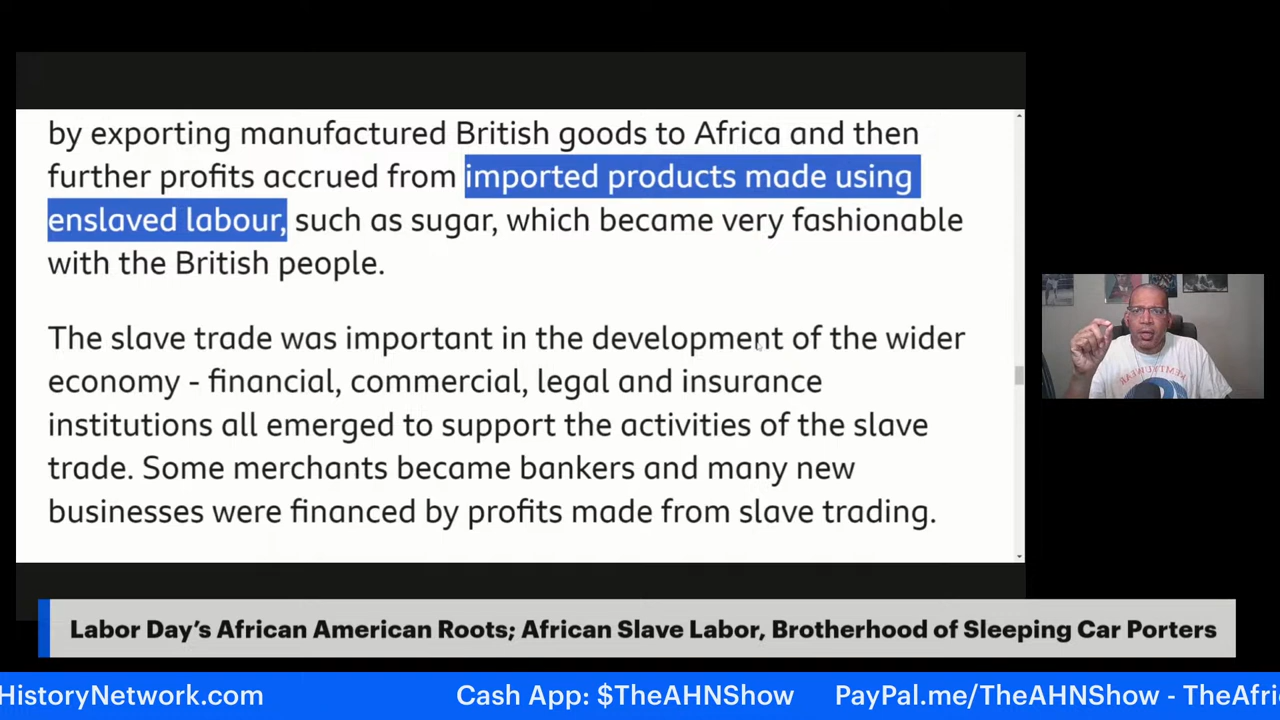 by exporting manufactured British goods to Africa and then
further profits accrued from imported products made using
enslaved labour, such as sugar, which became very fashionable
with the British people.
The slave trade was important in the development of the wider
economy - financial, commercial, legal and insurance
institutions all emerged to support the activities of the slave
trade. Some merchants became bankers and many new
businesses were financed by profits made from slave trading.
Labor Day’s African American Roots; African Slave Labor, Brotherhood of Sleeping Car Porters
HistoryNetwork.com Cash App: $TheAHNShow PayPal.me/TheAHNShow - TheAfri